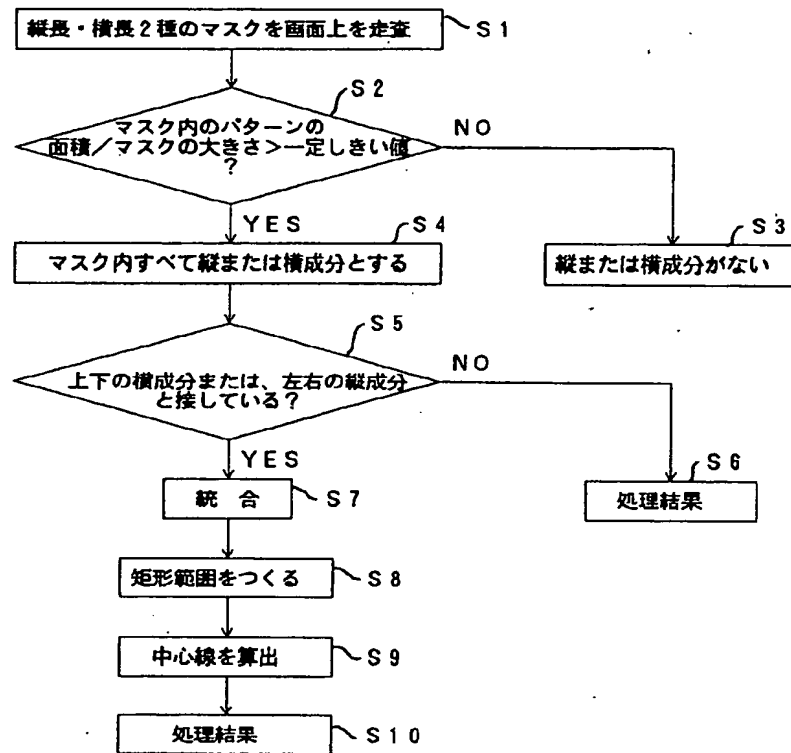 縦長・横長2種のマスクを画面上を走査
S1
S2
マスク内のパターンの
面積/マスクの大きさ>一定しきい値
?
NO
YES
S4
マスク内すべて縦または横成分とする
S3
縦または横成分がない
S5
上下の横成分または、左右の縦成分
と接している?
NO
YES
S6
処理結果
統 合
S7
矩形範囲をつくる
S8
中心線を算出
S9
処理結果
S10